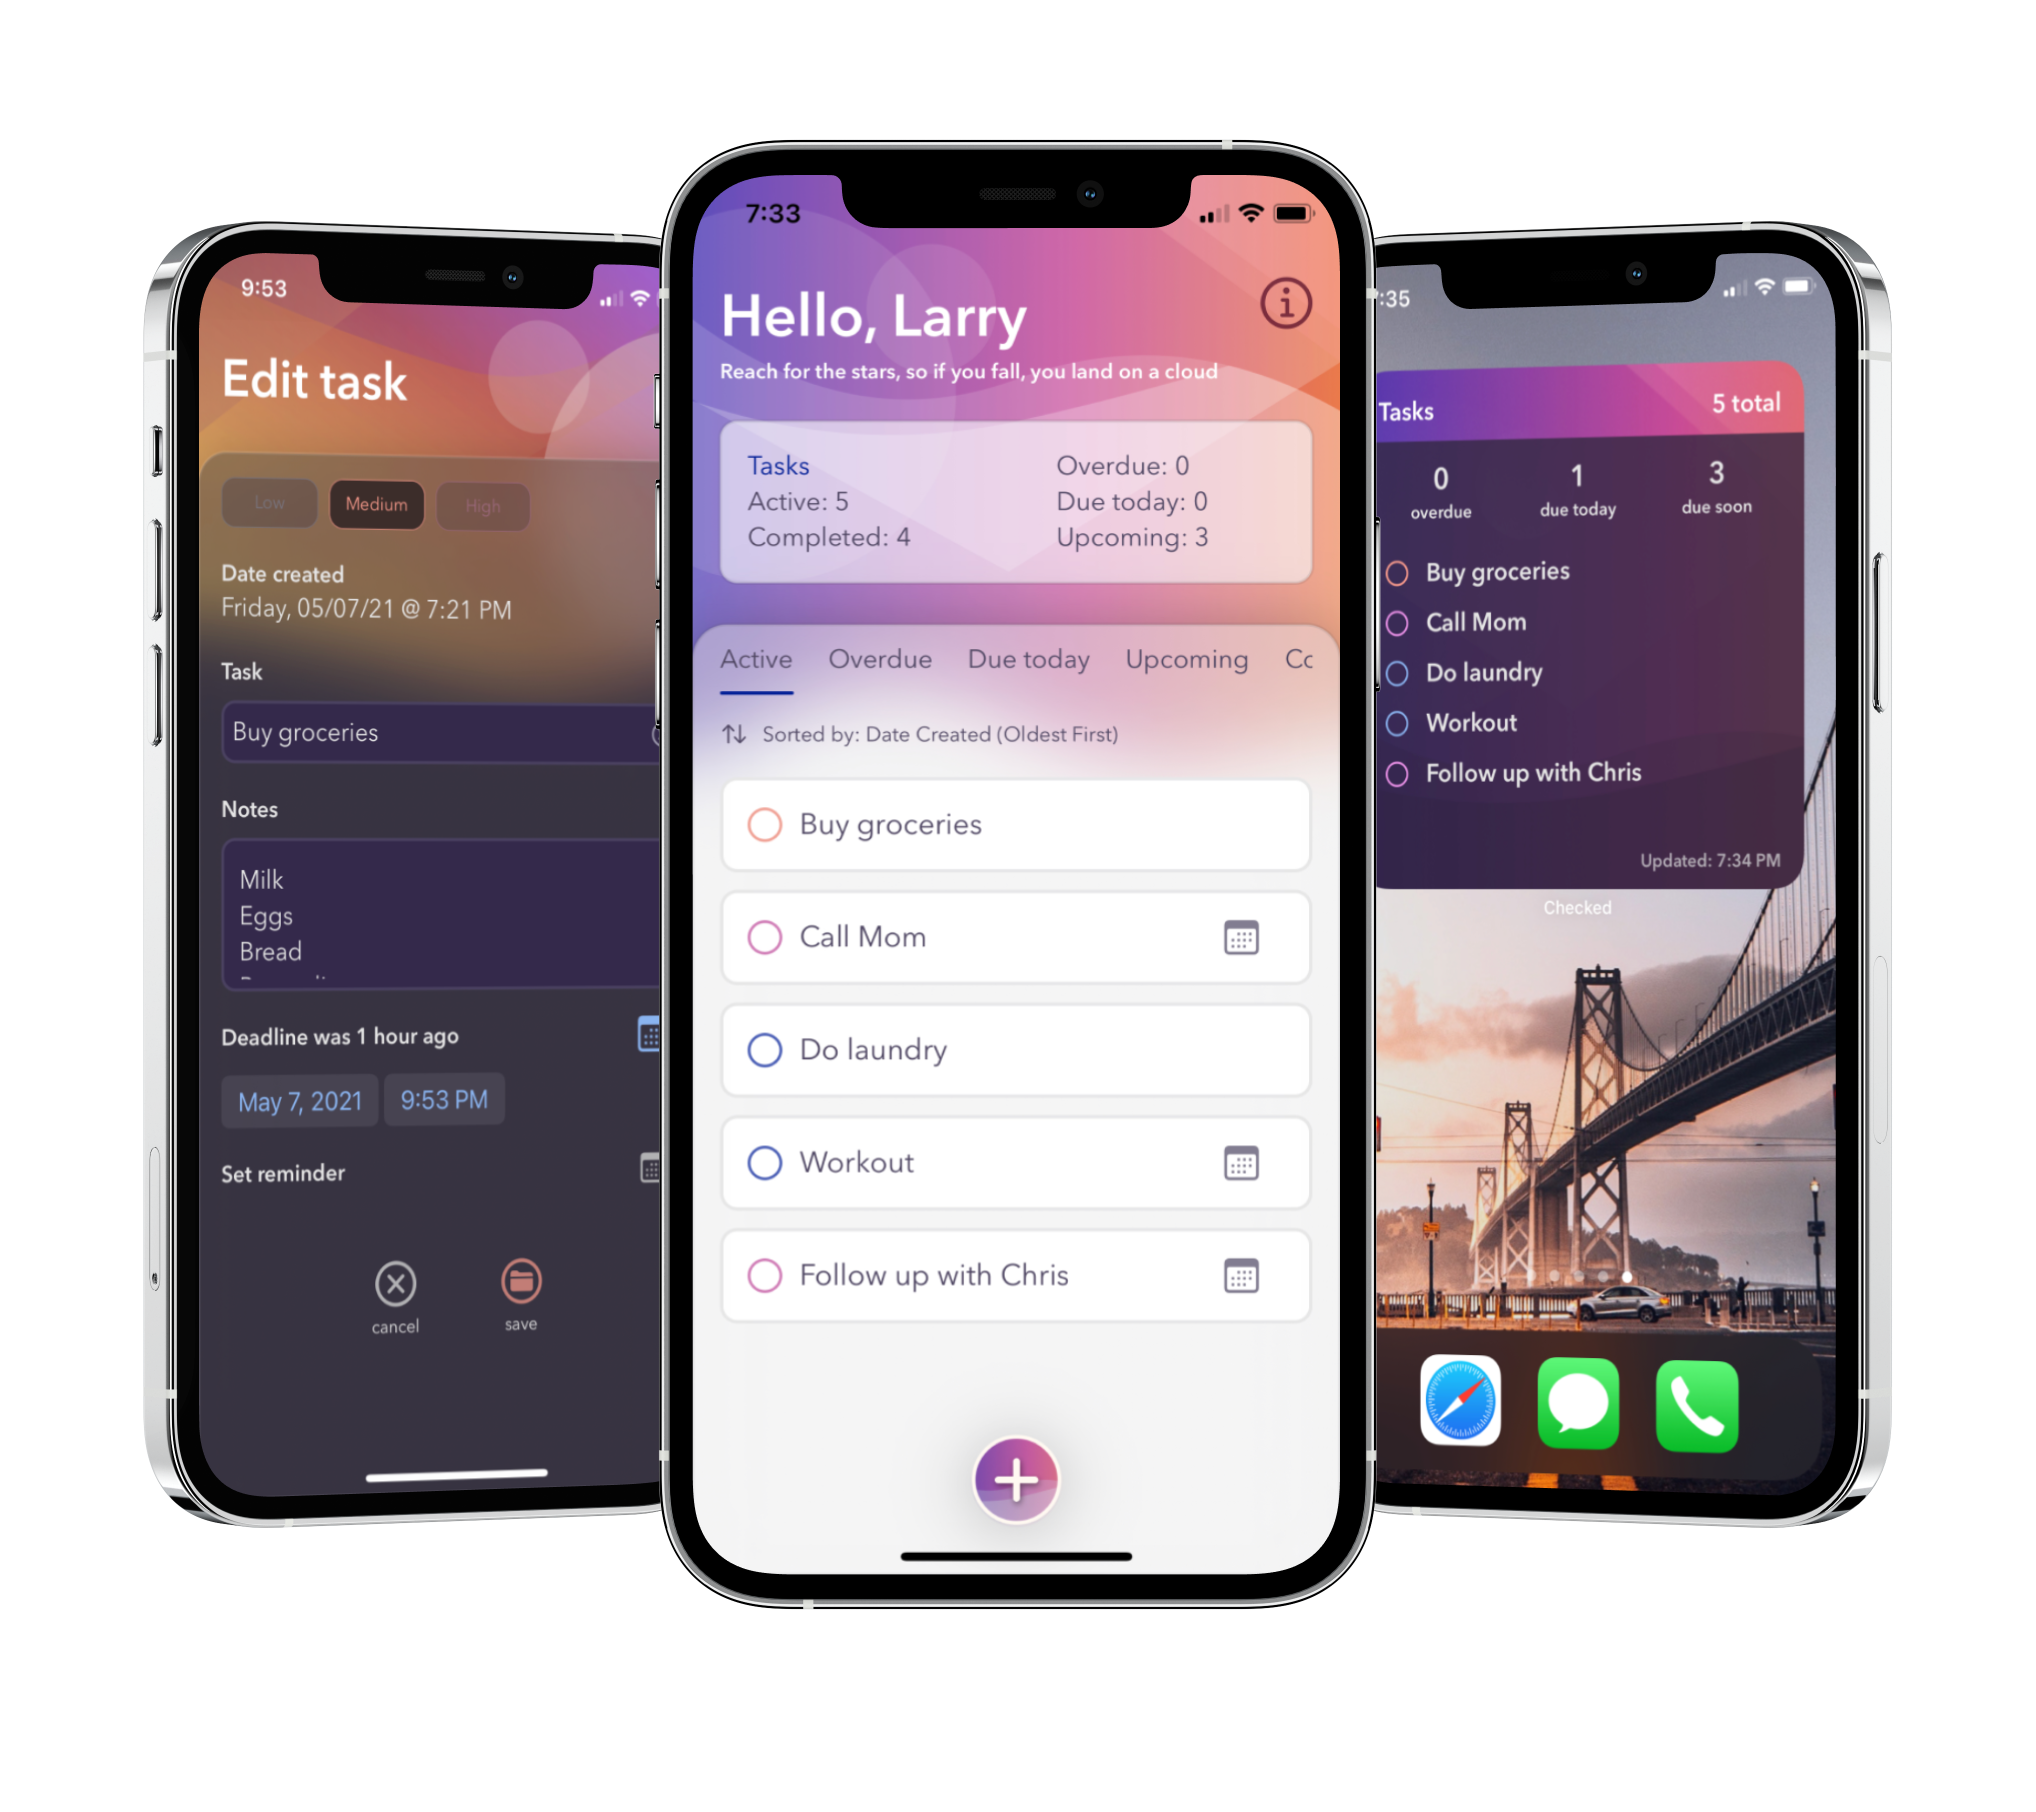 9:53
Edit task
Low
Medium
High
Date created
Friday, 05/07/21 @ 7:21 PM
Task
Buy groceries
Notes
Milk
Eggs
Bread
Deadline was 1 hour ago
May 7, 2021
9:53 PM
Set reminder
cancel
save
7:33
Hello, Larry
Reach for the stars, so if you fall, you land on a cloud
Tasks
Active: 5
Completed: 4
Overdue: 0
Due today: 0
Upcoming: 3
Active Overdue Due today Upcoming Co
Sorted by: Date Created (Oldest First)
Buy groceries
Call Mom
Do laundry
Workout
Follow up with Chris
:35
Tasks 5 total
0 1 3
overdue due today due soon
Buy groceries
Call Mom
Do laundry
Workout
Follow up with Chris
Updated: 7:34 PM
Checked